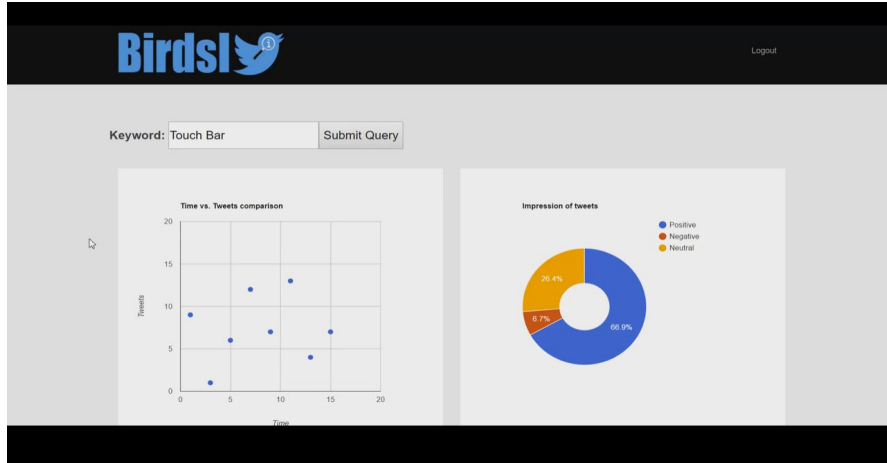 Birdsl
Logout
Keyword: Touch Bar Submit Query
Time vs. Tweets comparison
20
15
10
5
0
Tweets
0 5 10 15 20
Time
Impression of tweets
Positive
Negative
Neutral
26.4%
6.7%
66.9%